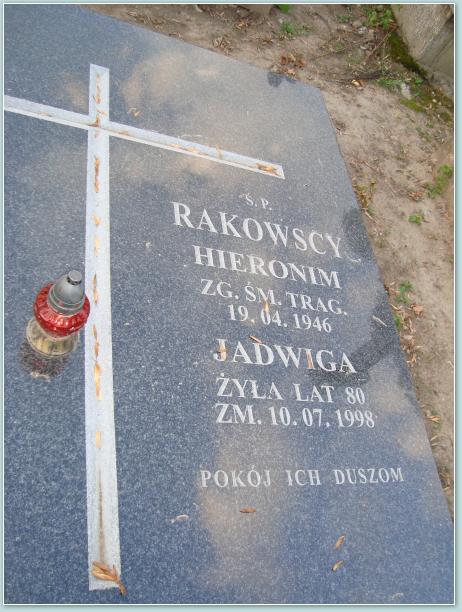 Ś.P.
RAKOWSCY
HIERONIM
ZG. ŚM. TRAG.
19.04.1946
JADWIGA
ŻYŁA LAT 80
ZM. 10.07.1998
POKÓJ ICH DUSZOM